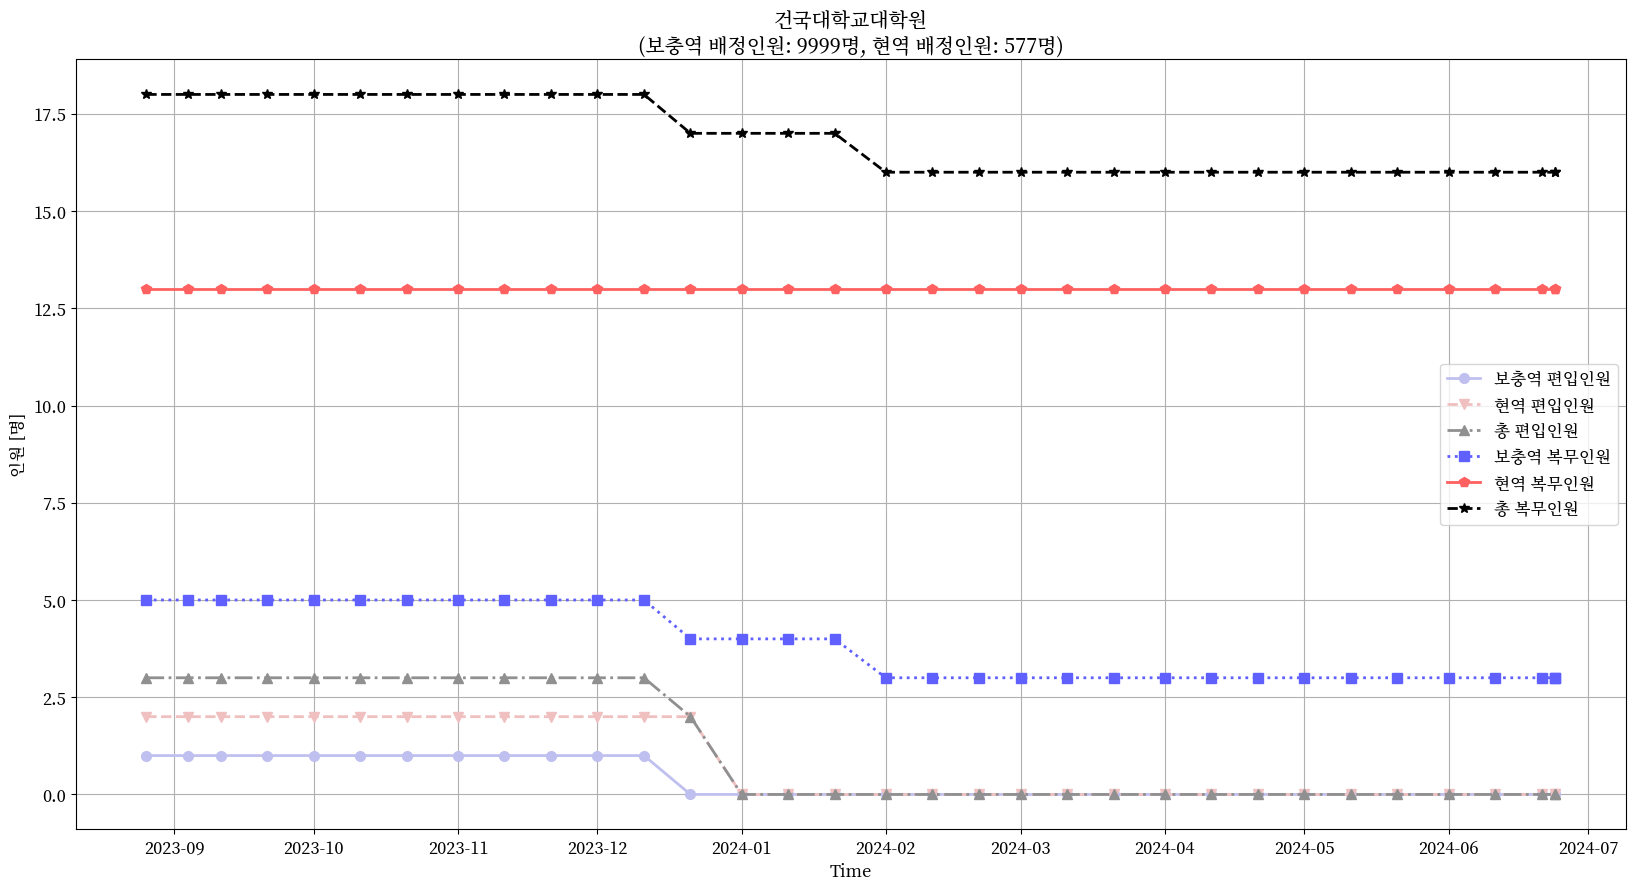 건국대학교대학원
(보충역 배정인원: 9999명, 현역 배정인원: 577명)
17.5
15.0
12.5
10.0
7.5
5.0
2.5
0.0
인원 [명]
보충역 편입인원
현역 편입인원
총 편입인원
보충역 복무인원
현역 복무인원
총 복무인원
2023-09
2023-10
2023-11
2023-12
2024-01
2024-02
2024-03
2024-04
2024-05
2024-06
2024-07
Time